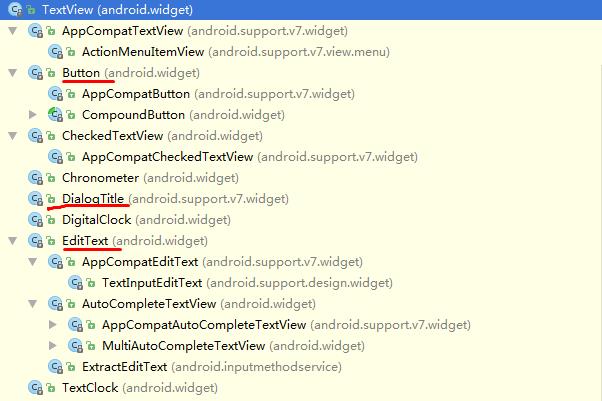 TextView (android.widget)
AppCompatTextView (android.support.v7.widget)
ActionMenuItemView (android.support.v7.view.menu)
Button (android.widget)
AppCompatButton (android.support.v7.widget)
CompoundButton (android.widget)
CheckedTextView (android.widget)
AppCompatCheckedTextView (android.support.v7.widget)
Chronometer (android.widget)
DialogTitle (android.support.v7.widget)
DigitalClock (android.widget)
EditText (android.widget)
AppCompatEditText (android.support.v7.widget)
TextInputEditText (android.support.design.widget)
AutoCompleteTextView (android.widget)
AppCompatAutoCompleteTextView (android.support.v7.widget)
MultiAutoCompleteTextView (android.widget)
ExtractEditText (android.inputmethodservice)
TextClock (android.widget)